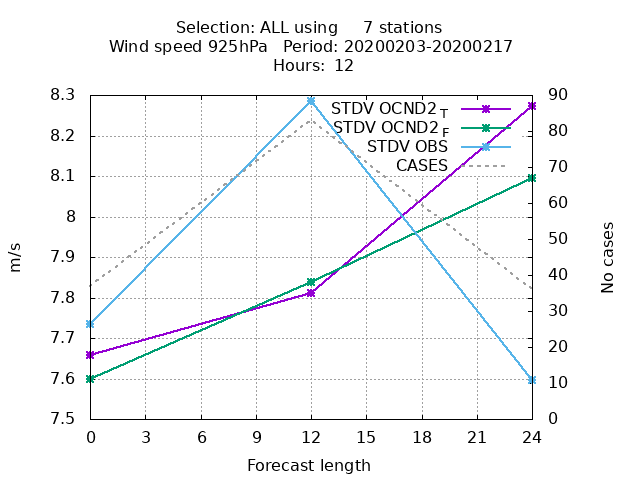 Selection: ALL using     7 stations
Wind speed 925hPa   Period: 20200203-20200217
Hours: 12
8.3
8.2
8.1
8
7.9
7.8
7.7
7.6
7.5
m/s
STDV OCND2_T
STDV OCND2_F
STDV OBS
CASES
90
80
70
60
50
40
30
20
10
0
No cases
0 3 6 9 12 15 18 21 24
Forecast length